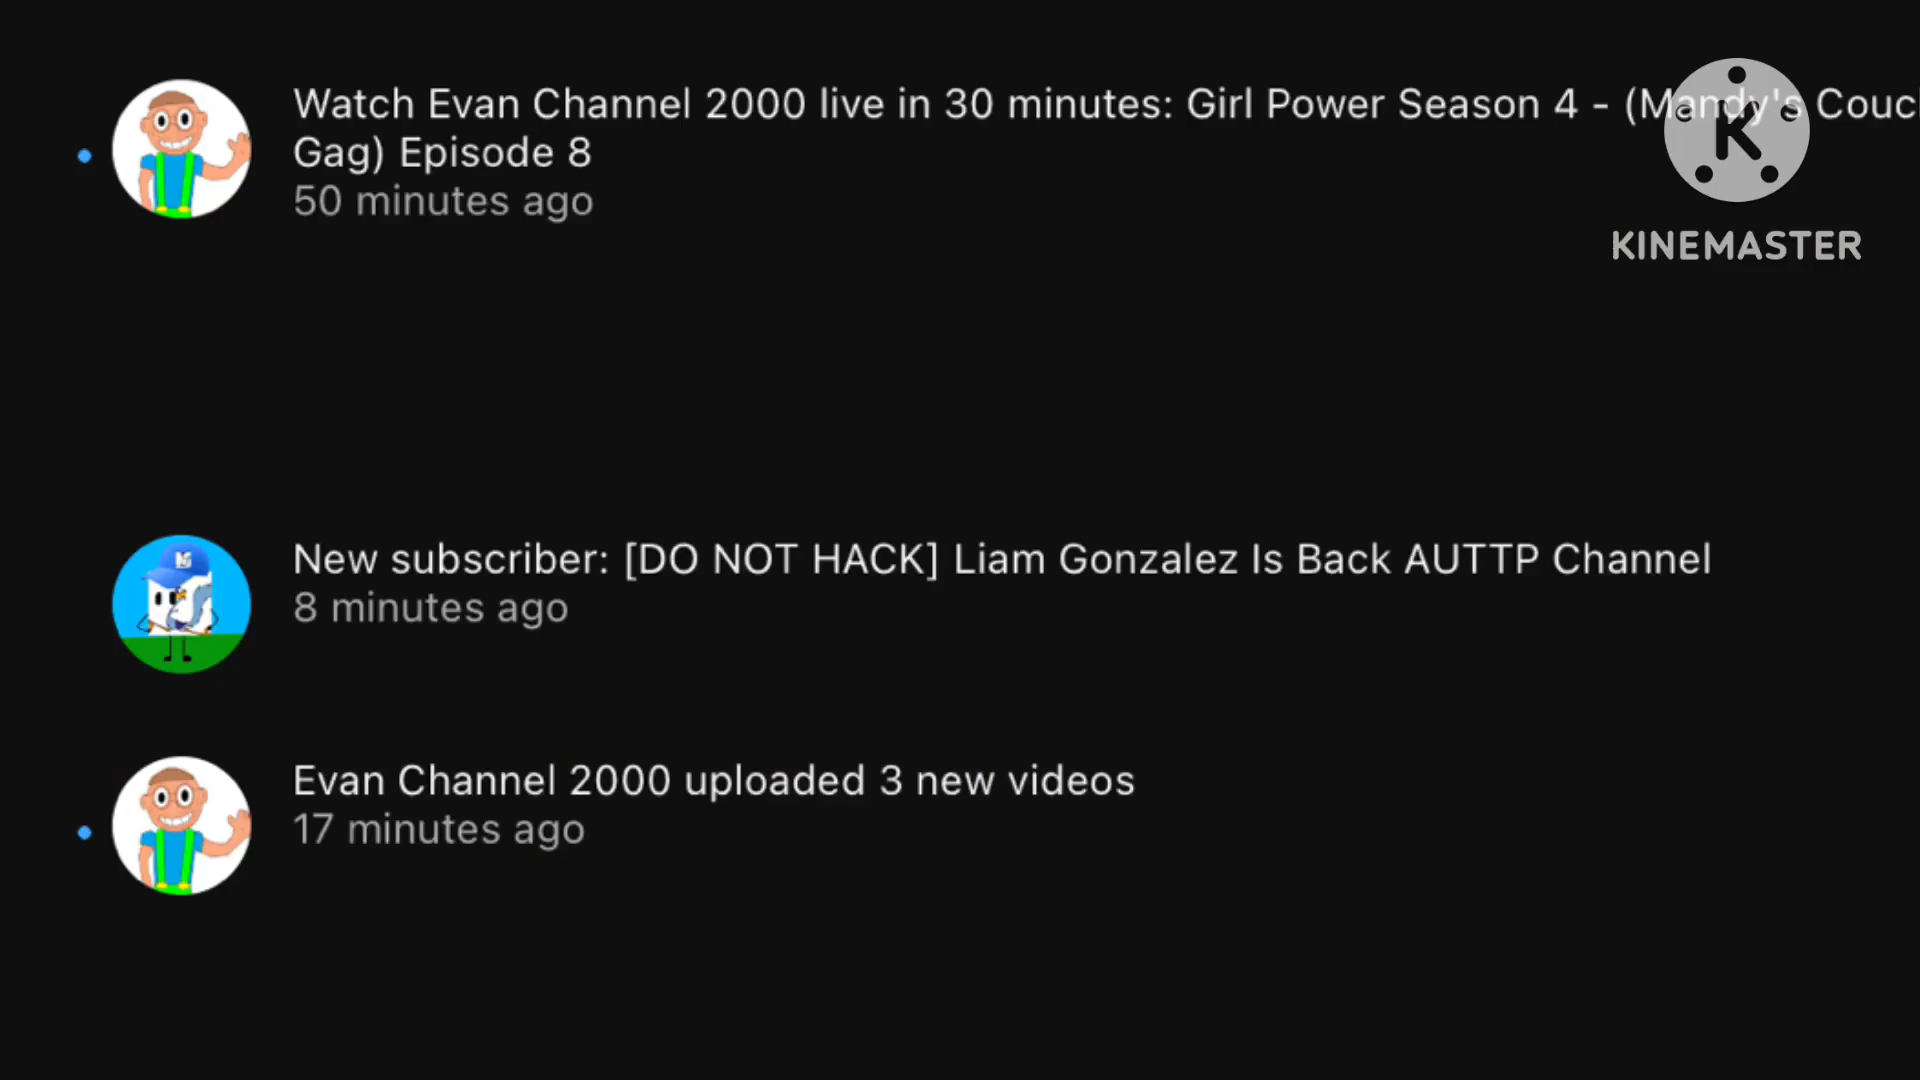 Watch Evan Channel 2000 live in 30 minutes: Girl Power Season 4 - (Mandy's Couc
Gag) Episode 8
50 minutes ago
K
KINEMASTER
New subscriber: [DO NOT HACK] Liam Gonzalez Is Back AUTTP Channel
8 minutes ago
Evan Channel 2000 uploaded 3 new videos
17 minutes ago